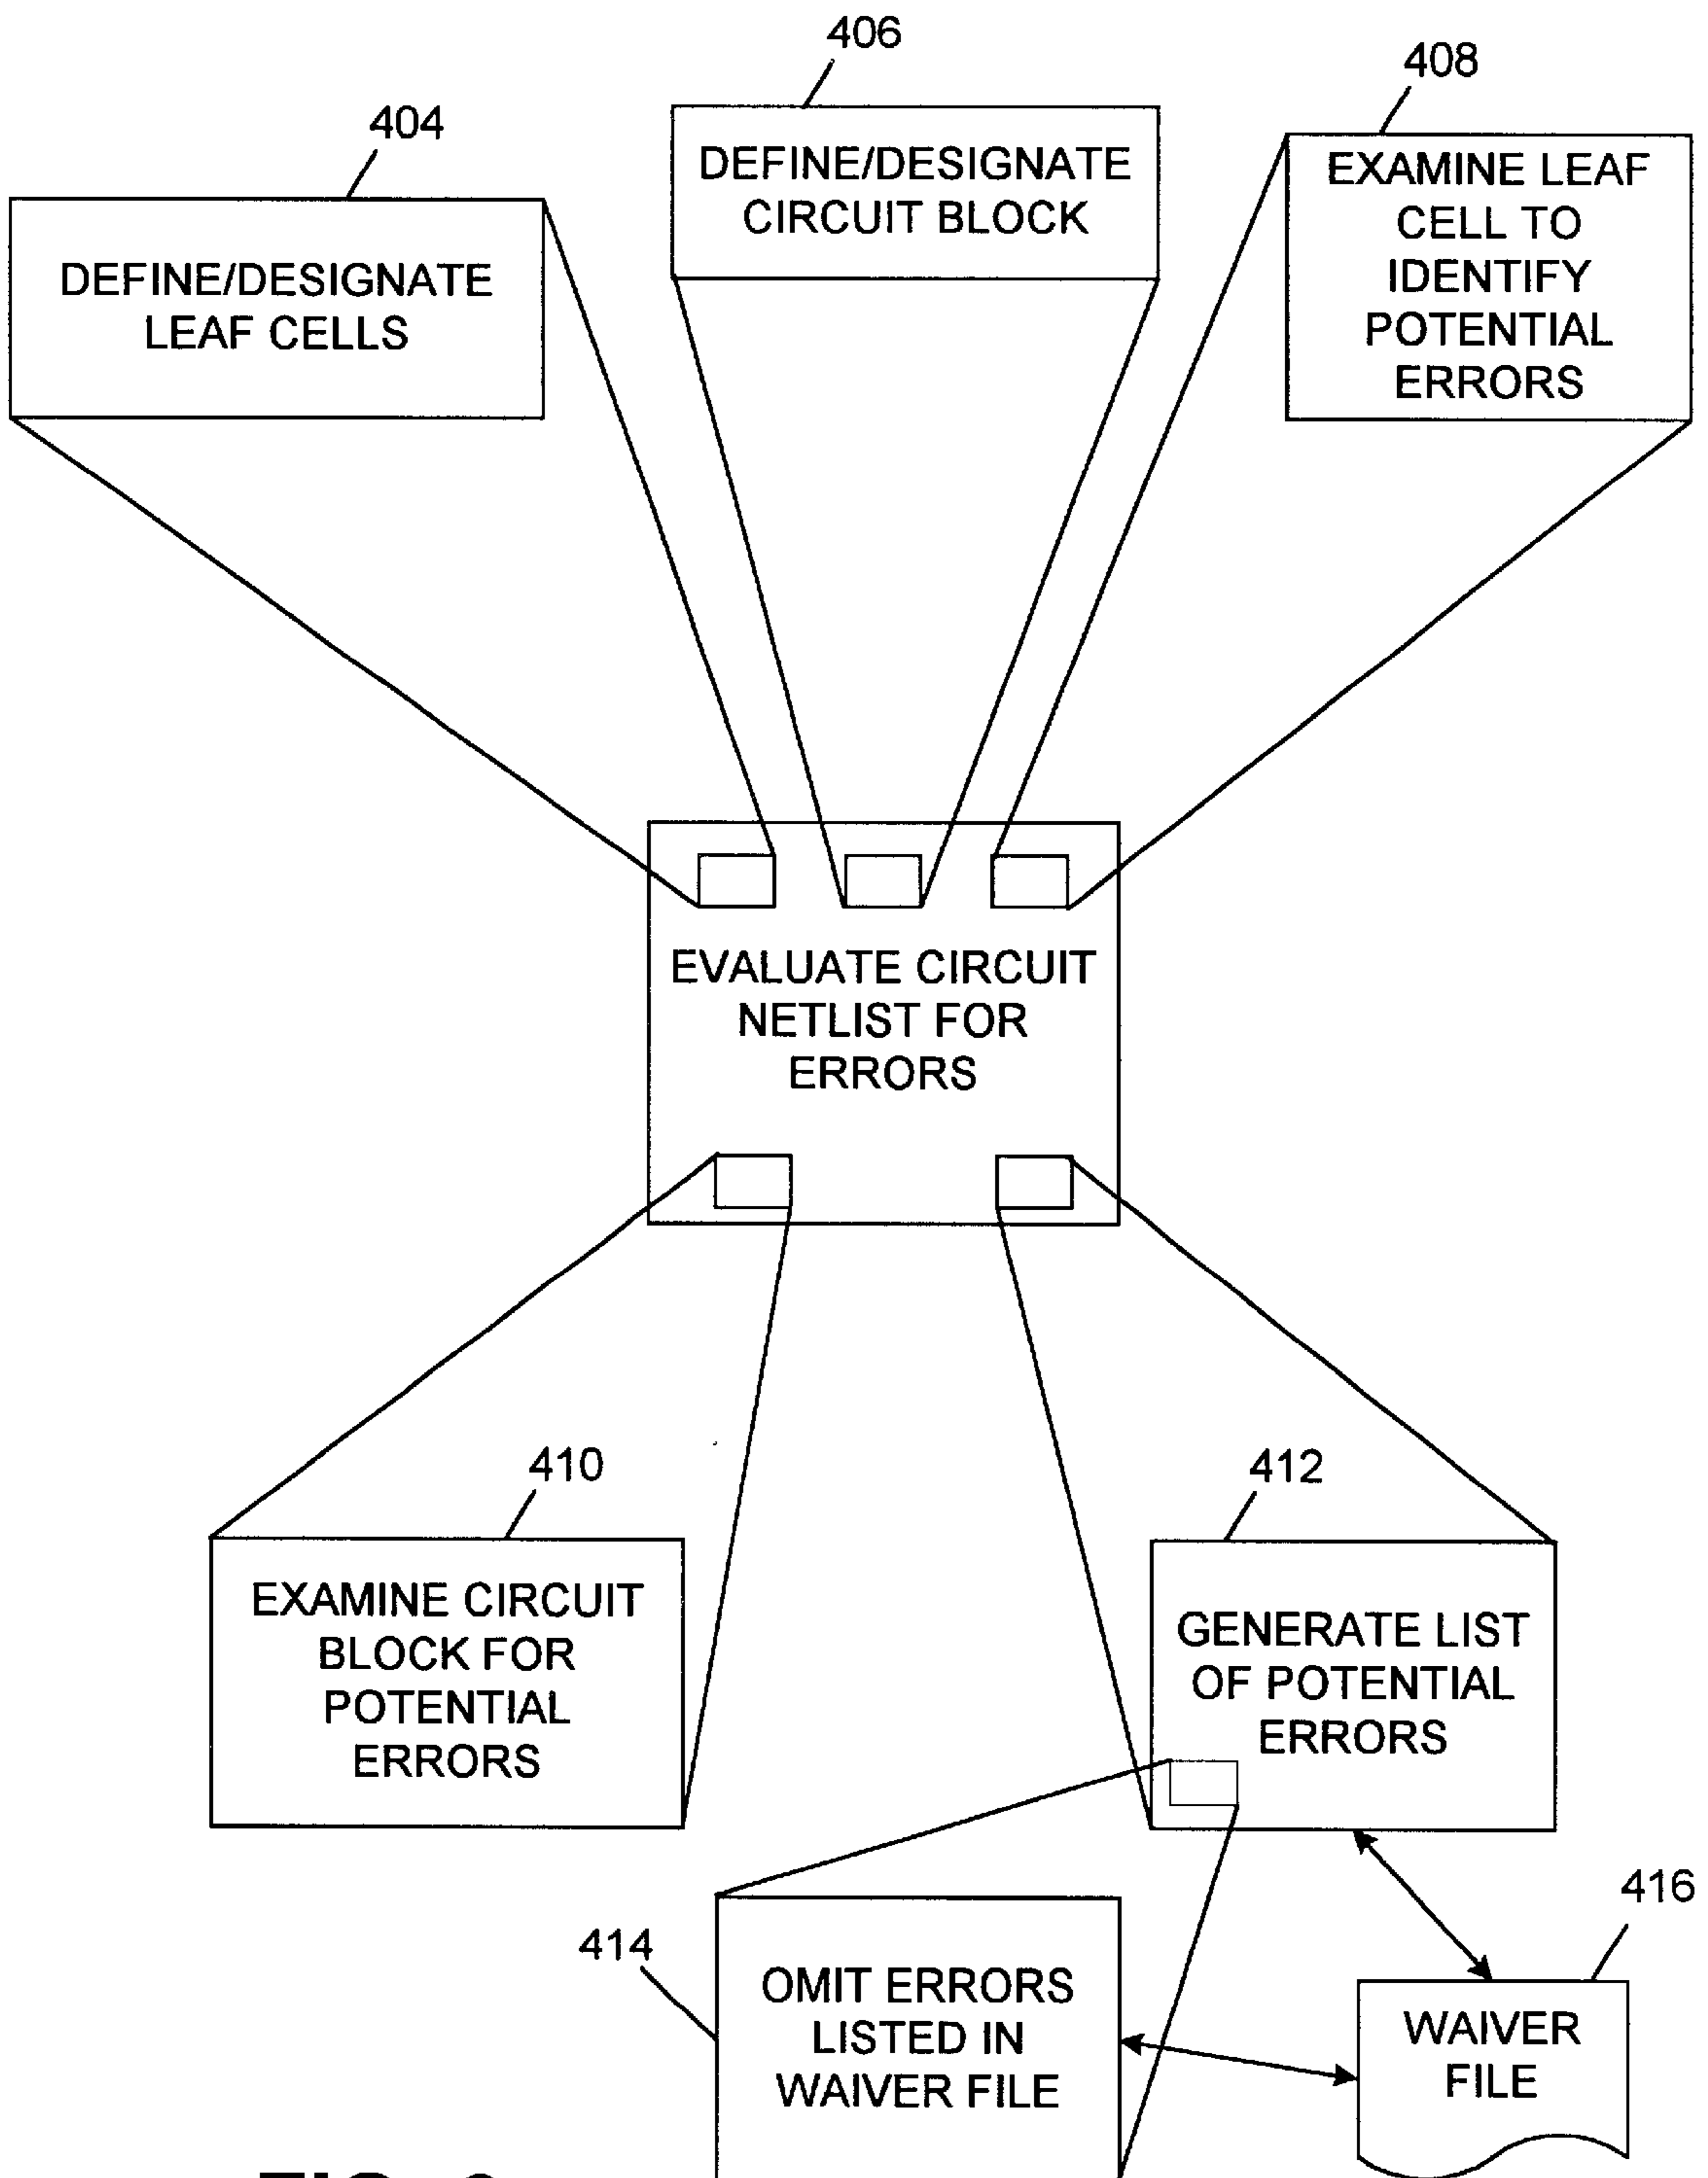 406
408
404
DEFINE/DESIGNATE
CIRCUIT BLOCK
EXAMINE LEAF
CELL TO
IDENTIFY
POTENTIAL
ERRORS
DEFINE/DESIGNATE
LEAF CELLS
EVALUATE CIRCUIT
NETLIST FOR
ERRORS
410
412
EXAMINE CIRCUIT
BLOCK FOR
POTENTIAL
ERRORS
GENERATE LIST
OF POTENTIAL
ERRORS
416
414
OMIT ERRORS
LISTED IN
WAIVER FILE
WAIVER
FILE